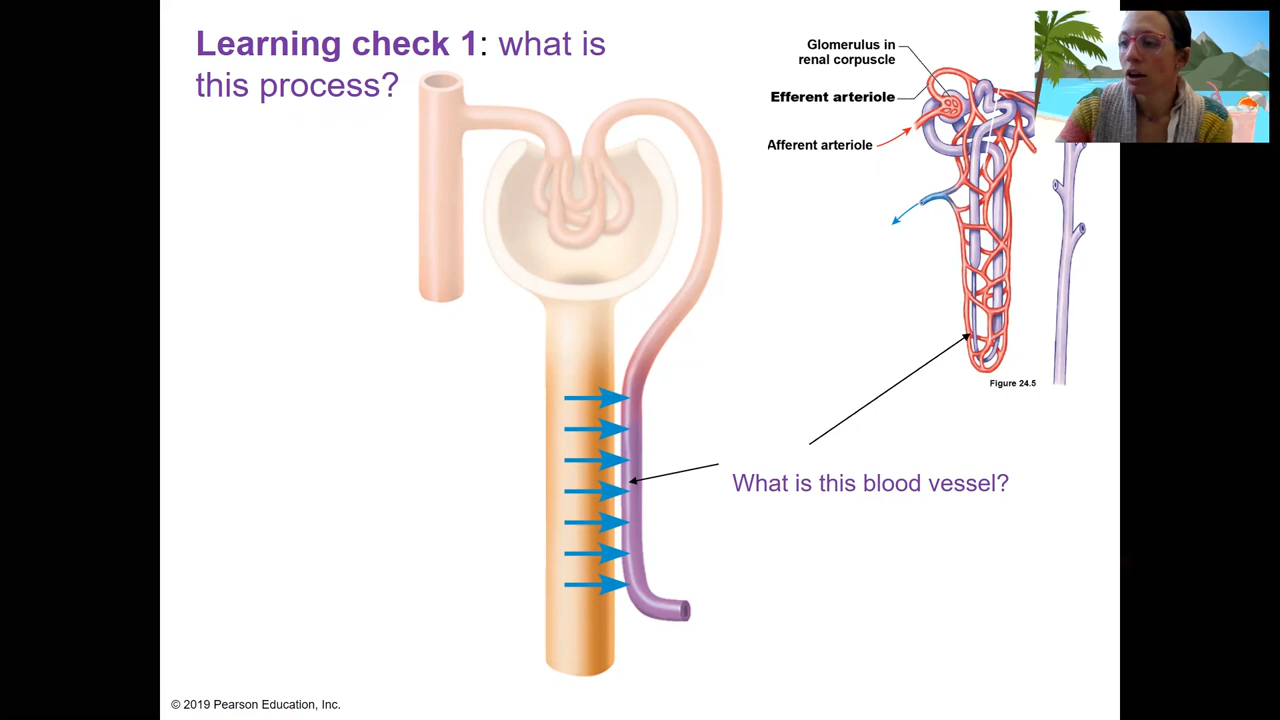 Learning check 1: what is
this process?
Glomerulus in
renal corpuscle
Efferent arteriole
Afferent arteriole
Figure 24.5
What is this blood vessel?
© 2019 Pearson Education, Inc.